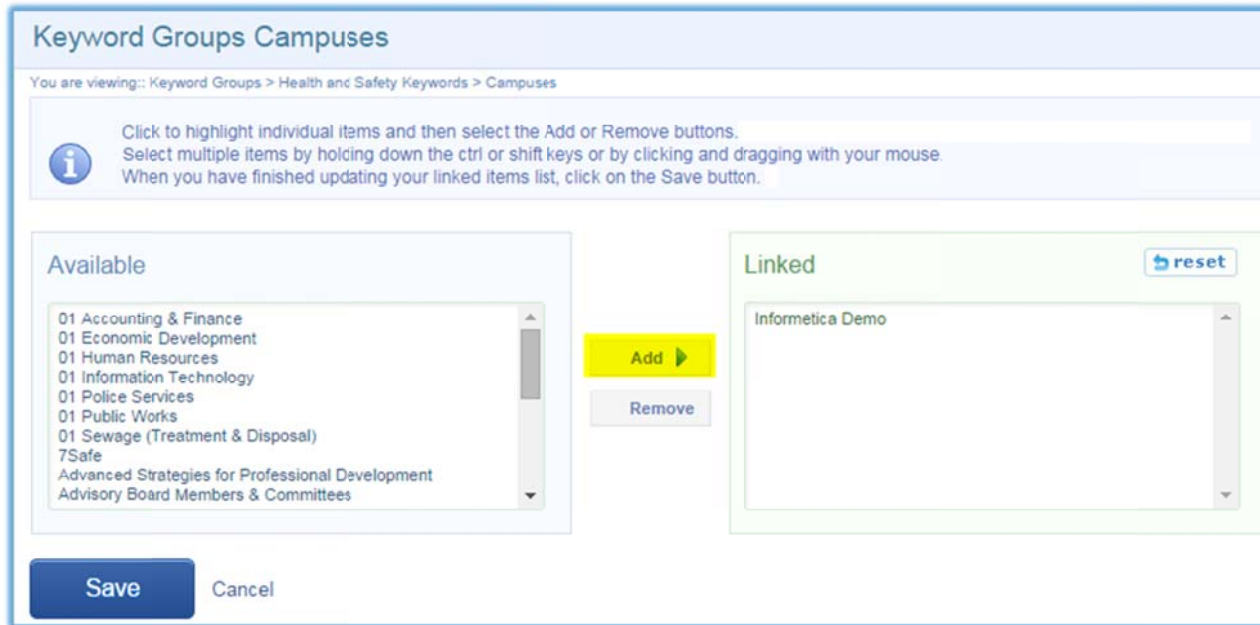 Keyword Groups Campuses
You are viewing:: Keyword Groups > Health and Safety Keywords > Campuses
Click to highlight individual items and then select the Add or Remove buttons.
Select multiple items by holding down the ctrl or shift keys or by clicking and dragging with your mouse.
When you have finished updating your linked items list, click on the Save button.
Available
01 Accounting & Finance
01 Economic Development
01 Human Resources
01 Information Technology
01 Police Services
01 Public Works
01 Sewage (Treatment & Disposal)
7Safe
Advanced Strategies for Professional Development
Advisory Board Members & Committees
Add
Remove
Linked
reset
Informetica Demo
Save
Cancel